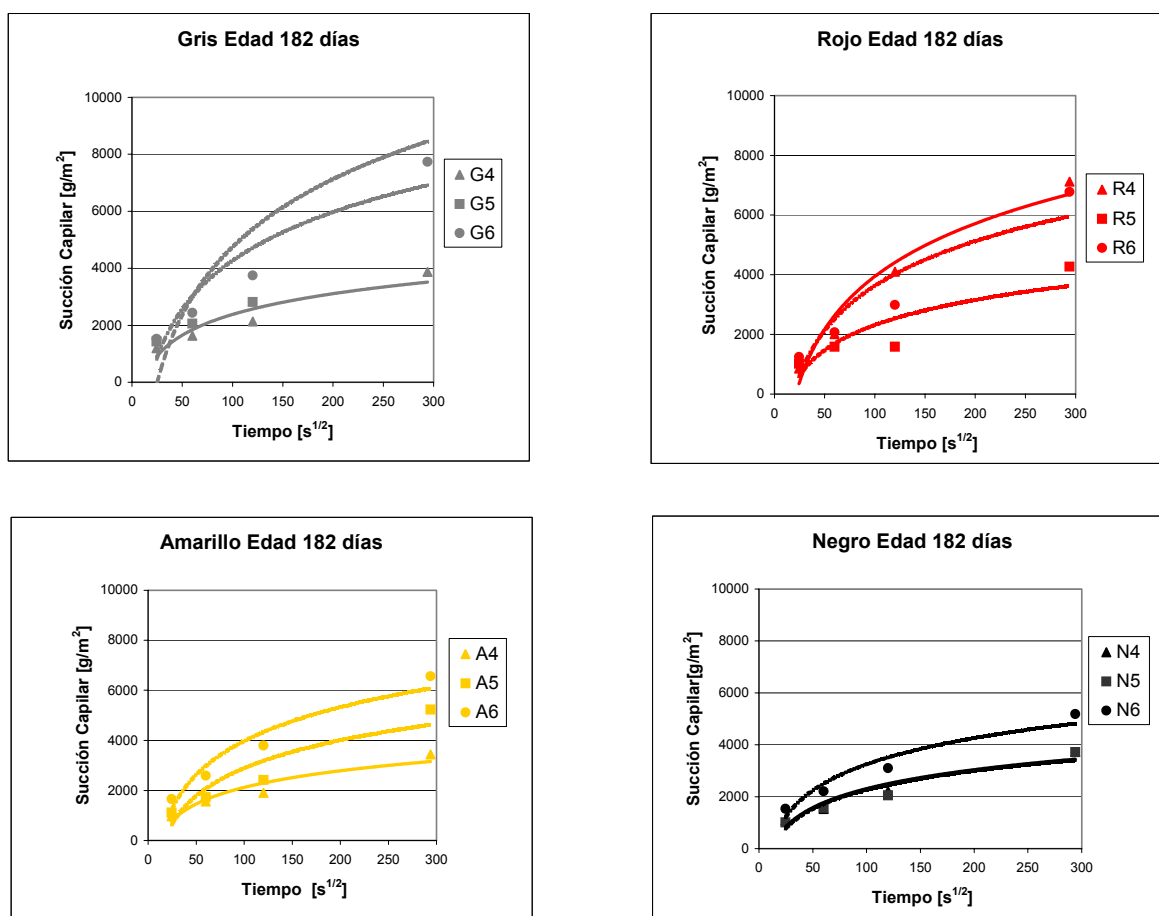 Gris Edad 182 días
10000
8000
6000
4000
2000
0
0 50 100 150 200 250 300
Succión Capilar [g/m²]
Tiempo [s^1/2]
G4
G5
G6
Rojo Edad 182 días
10000
8000
6000
4000
2000
0
0 50 100 150 200 250 300
Succión Capilar [g/m²]
Tiempo [s^1/2]
R4
R5
R6
Amarillo Edad 182 días
10000
8000
6000
4000
2000
0
0 50 100 150 200 250 300
Succión Capilar [g/m²]
Tiempo [s^1/2]
A4
A5
A6
Negro Edad 182 días
10000
8000
6000
4000
2000
0
0 50 100 150 200 250 300
Succión Capilar[g/m²]
Tiempo [s^1/2]
N4
N5
N6